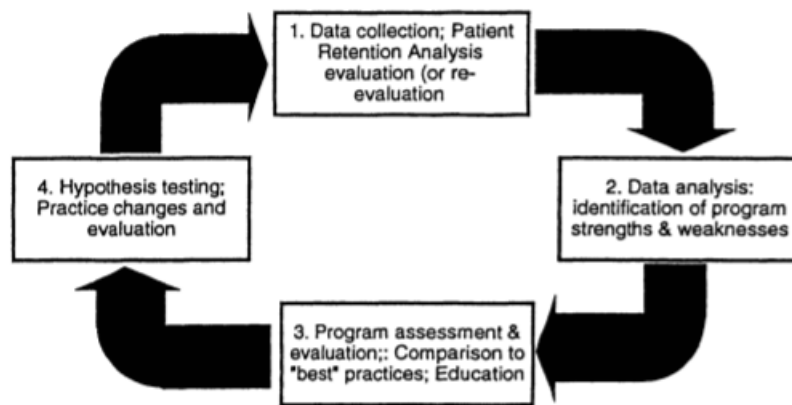 1. Data collection; Patient
Retention Analysis
evaluation (or re-
evaluation
2. Data analysis:
identification of program
strengths & weaknesses
3. Program assessment &
evaluation;: Comparison to
"best" practices; Education
4. Hypothesis testing;
Practice changes and
evaluation